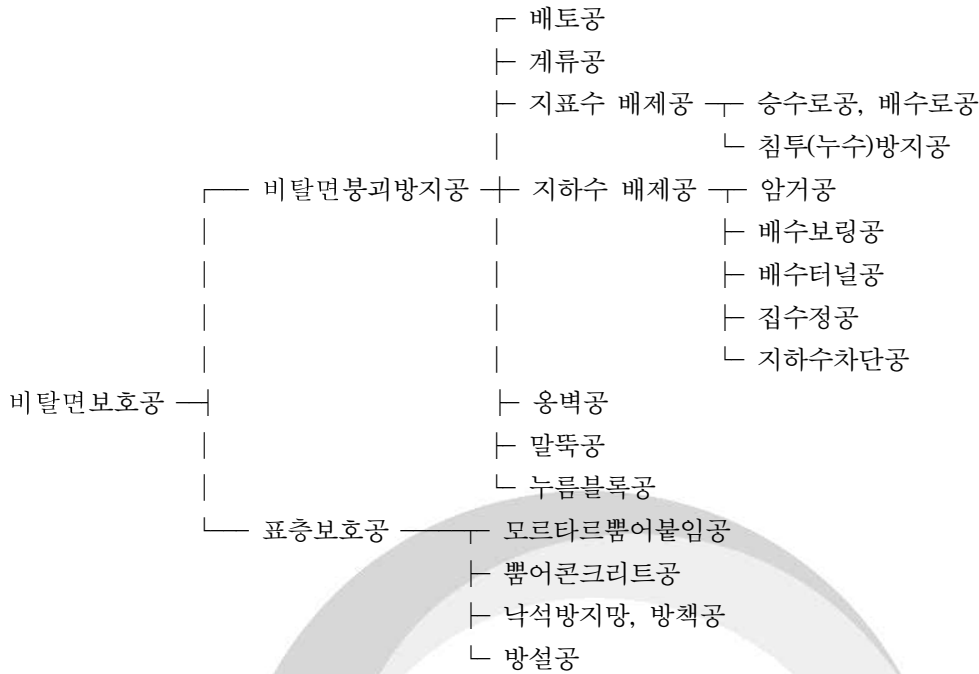 배토공
계류공
지표수 배제공 승수로공, 배수로공
침투(누수)방지공
비탈면붕괴방지공 지하수 배제공 암거공
배수보링공
배수터널공
집수정공
지하수차단공
비탈면보호공 옹벽공
말뚝공
누름블록공
표층보호공 모르타르뿜어붙임공
뿜어콘크리트공
낙석방지망, 방책공
방설공